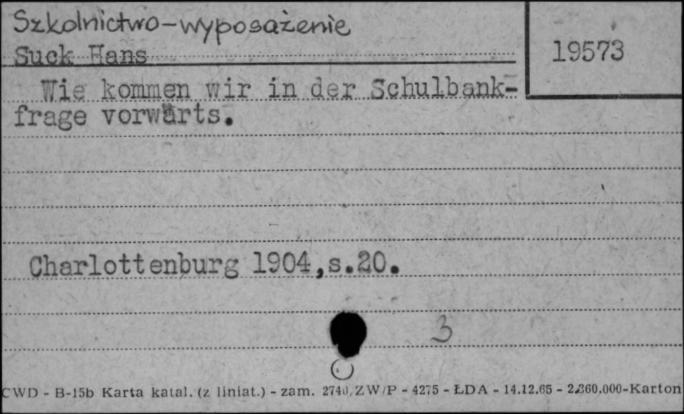 Szkolnictwo-wyposażenie
Suck Hans
19573
Wie kommen wir in der Schulbank-
frage vorwärts.
Charlottenburg 1904,s.20.
3
CWD - B-15b Karta katal. (z liniat.) - zam. 2740/ZW/P - 4275 - ŁDA - 14.12.65 - 2.360.000-Karton